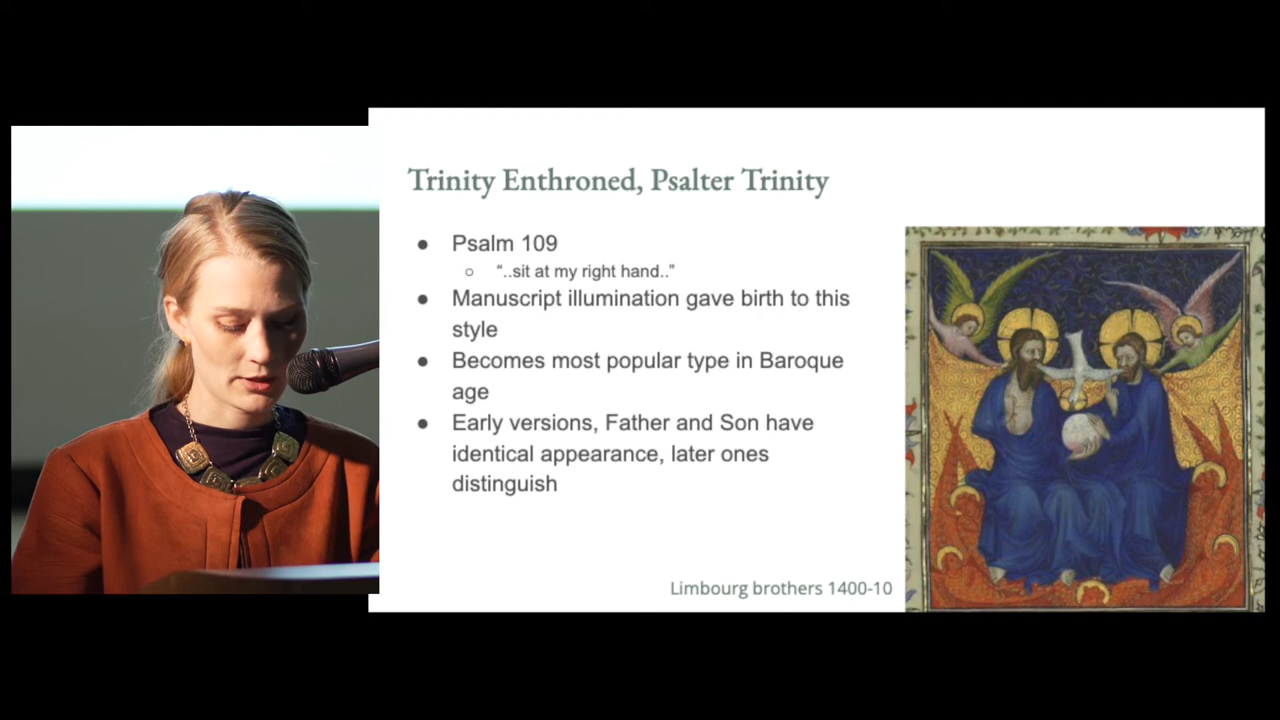 Trinity Enthroned, Psalter Trinity
● Psalm 109
○ “..sit at my right hand..”
● Manuscript illumination gave birth to this
style
● Becomes most popular type in Baroque
age
● Early versions, Father and Son have
identical appearance, later ones
distinguish
Limbourg brothers 1400-10